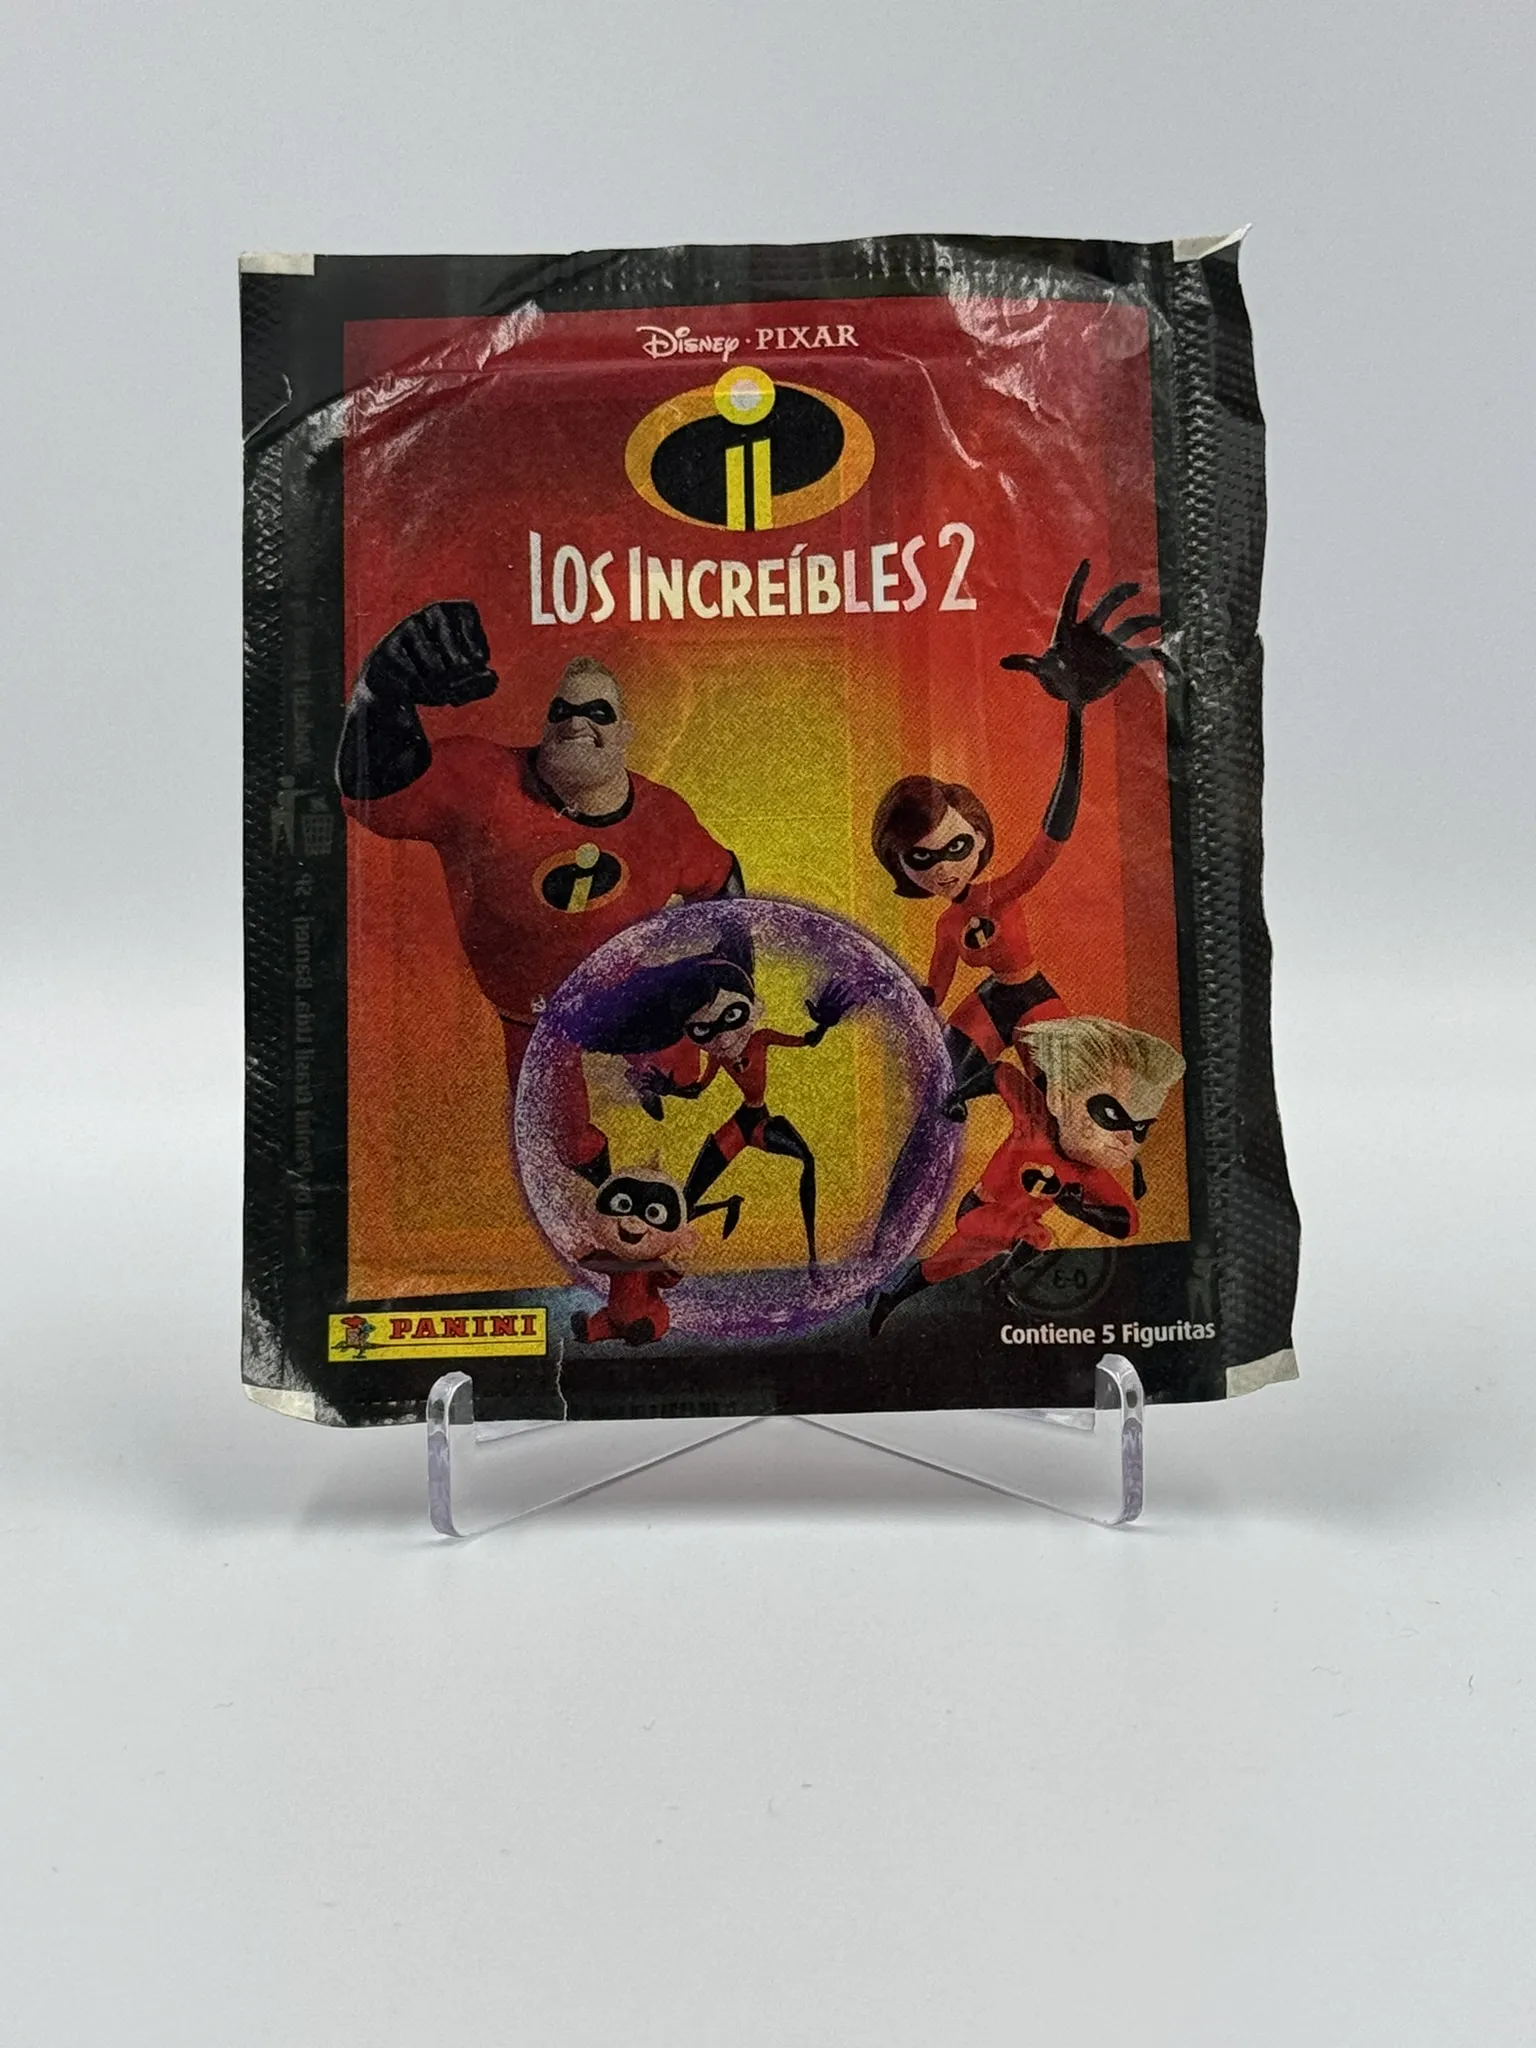 Disney · PIXAR
LOS INCREÍBLES 2
PANINI
Contiene 5 Figuritas